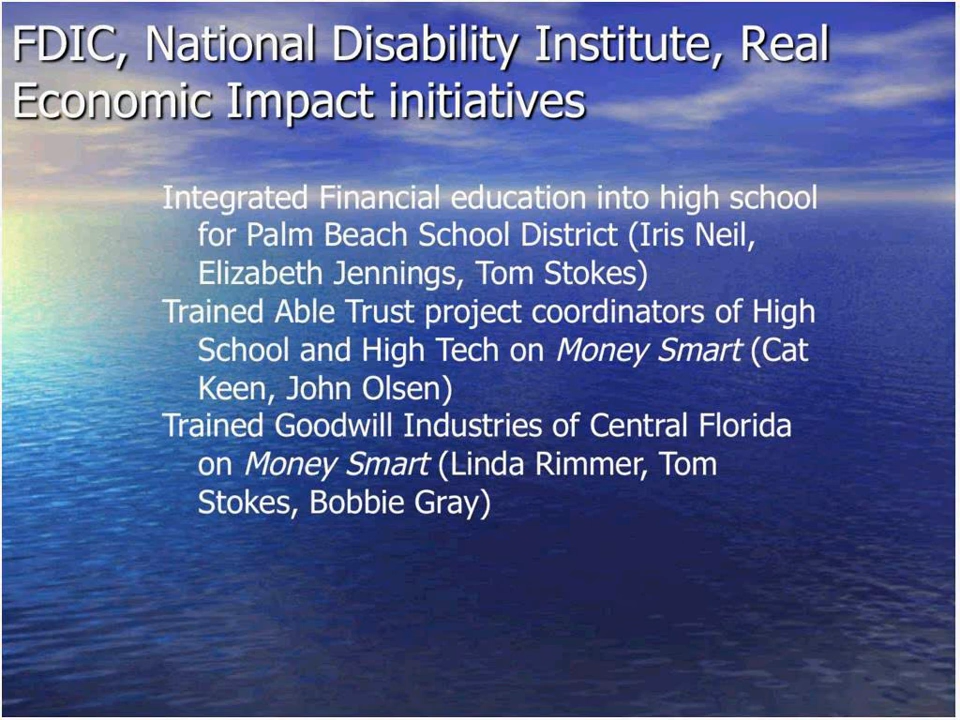 FDIC, National Disability Institute, Real
Economic Impact initiatives
Integrated Financial education into high school
for Palm Beach School District (Iris Neil,
Elizabeth Jennings, Tom Stokes)
Trained Able Trust project coordinators of High
School and High Tech on Money Smart (Cat
Keen, John Olsen)
Trained Goodwill Industries of Central Florida
on Money Smart (Linda Rimmer, Tom
Stokes, Bobbie Gray)